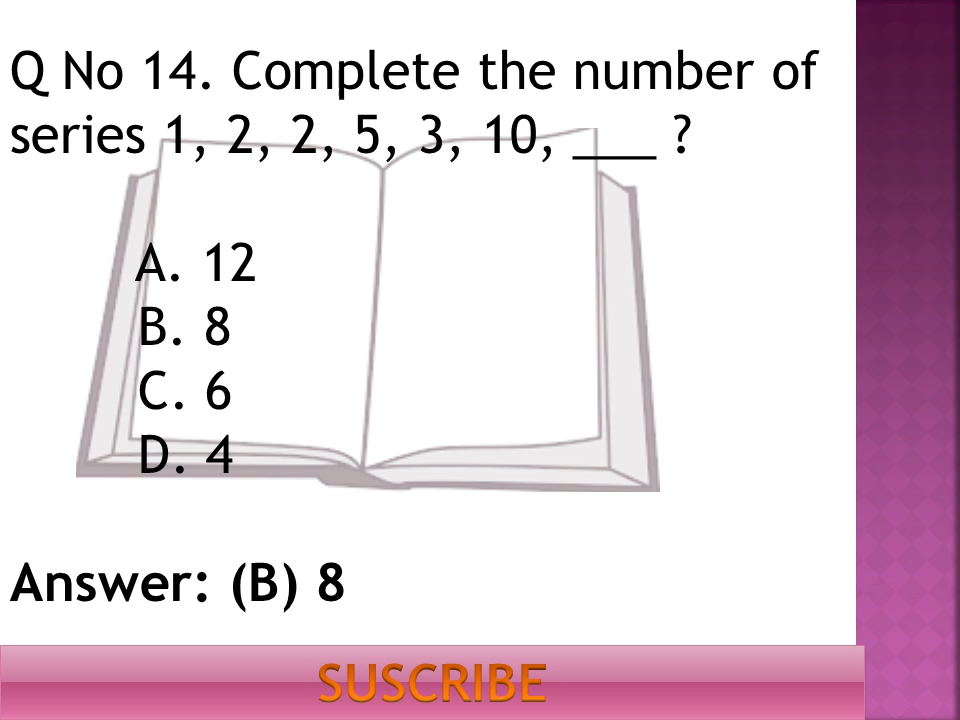 Q No 14. Complete the number of
series 1, 2, 2, 5, 3, 10, ___ ?
A. 12
B. 8
C. 6
D. 4
Answer: (B) 8
SUSCRIBE